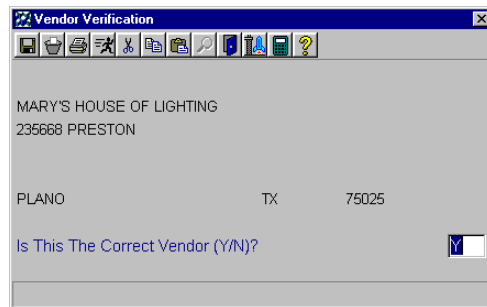 Vendor Verification
MARY'S HOUSE OF LIGHTING
235668 PRESTON
PLANO TX 75025
Is This The Correct Vendor (Y/N)? Y